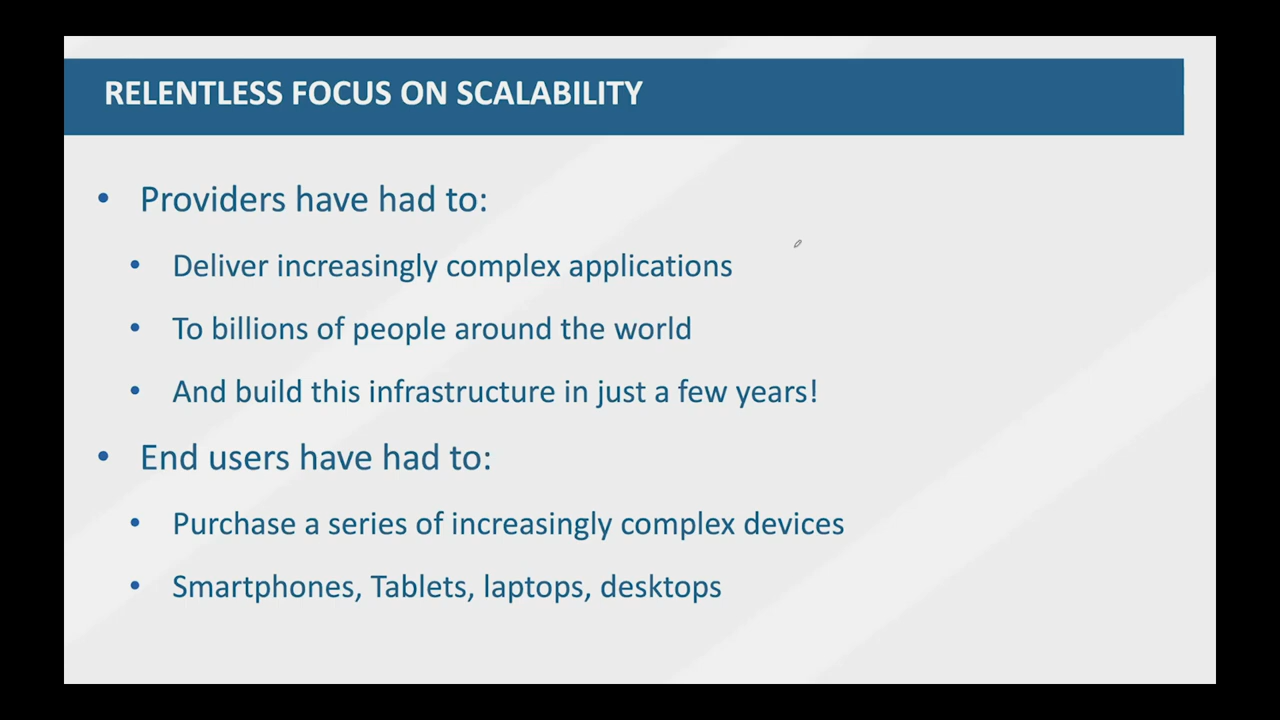 RELENTLESS FOCUS ON SCALABILITY
• Providers have had to:
• Deliver increasingly complex applications
• To billions of people around the world
• And build this infrastructure in just a few years!
• End users have had to:
• Purchase a series of increasingly complex devices
• Smartphones, Tablets, laptops, desktops